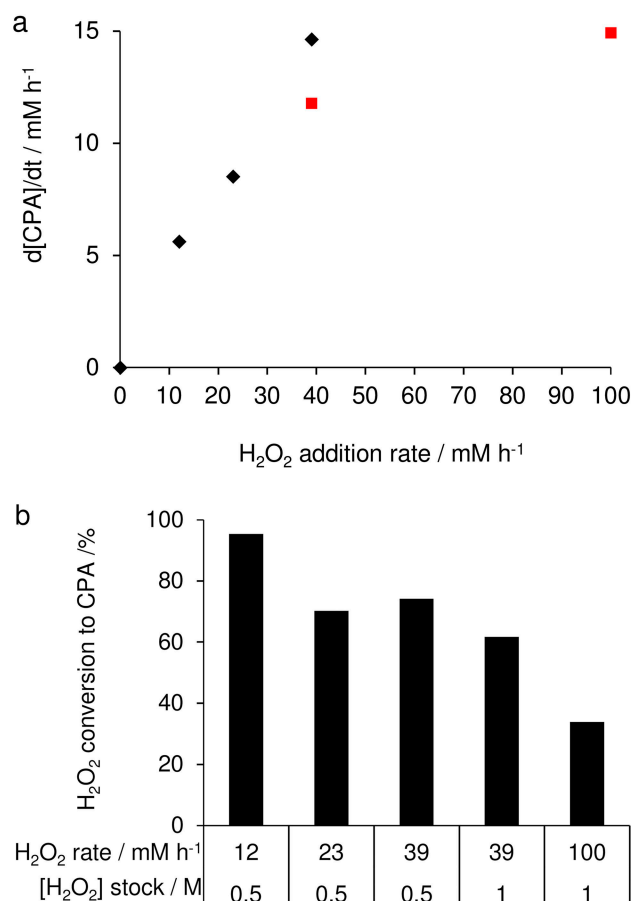 a
15
10
5
0
d[CPA]/dt / mM h⁻¹
0 10 20 30 40 50 60 70 80 90 100
H₂O₂ addition rate / mM h⁻¹
b
100
80
60
40
20
0
H₂O₂ conversion to CPA /%
H₂O₂ rate / mM h⁻¹ 12 23 39 39 100
[H₂O₂] stock / M 0.5 0.5 0.5 1 1